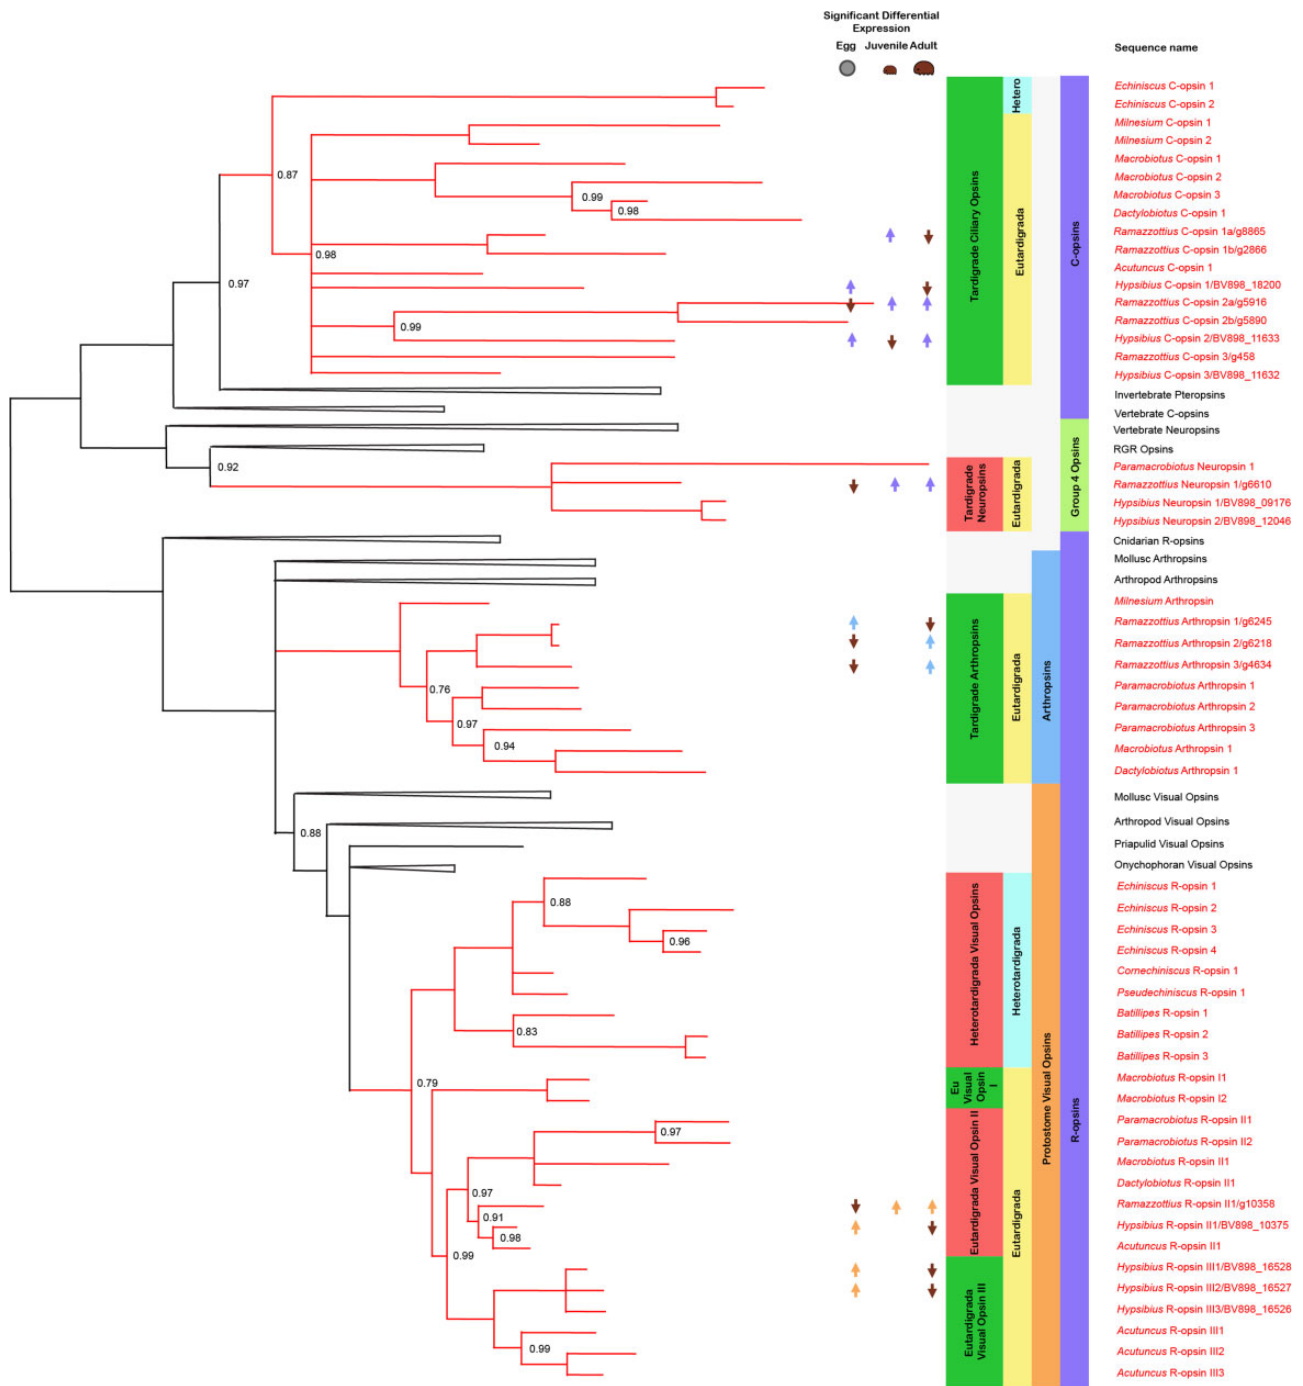 Significant Differential
Expression
Egg Juvenile Adult
Sequence name
Echiniscus C-opsin 1
Echiniscus C-opsin 2
Milnesium C-opsin 1
Milnesium C-opsin 2
Macrobiotus C-opsin 1
Macrobiotus C-opsin 2
Macrobiotus C-opsin 3
Dactylobiotus C-opsin 1
Ramazzottius C-opsin 1a/g8865
Ramazzottius C-opsin 1b/g2866
Acutuncus C-opsin 1
Hypsibius C-opsin 1/BV898_18200
Ramazzottius C-opsin 2a/g5916
Ramazzottius C-opsin 2b/g5890
Hypsibius C-opsin 2/BV898_11633
Ramazzottius C-opsin 3/g458
Hypsibius C-opsin 3/BV898_11632
Invertebrate Pteropsins
Vertebrate C-opsins
Vertebrate Neuropsins
RGR Opsins
Paramacrobiotus Neuropsin 1
Ramazzottius Neuropsin 1/g6610
Hypsibius Neuropsin 1/BV898_09176
Hypsibius Neuropsin 2/BV898_12046
Cnidarian R-opsins
Mollusc Arthropsins
Arthropod Arthropsins
Milnesium Arthropsin
Ramazzottius Arthropsin 1/g6245
Ramazzottius Arthropsin 2/g6218
Ramazzottius Arthropsin 3/g4634
Paramacrobiotus Arthropsin 1
Paramacrobiotus Arthropsin 2
Paramacrobiotus Arthropsin 3
Macrobiotus Arthropsin 1
Dactylobiotus Arthropsin 1
Mollusc Visual Opsins
Arthropod Visual Opsins
Priapulid Visual Opsins
Onychophoran Visual Opsins
Echiniscus R-opsin 1
Echiniscus R-opsin 2
Echiniscus R-opsin 3
Echiniscus R-opsin 4
Cornechiniscus R-opsin 1
Pseudechiniscus R-opsin 1
Batillipes R-opsin 1
Batillipes R-opsin 2
Batillipes R-opsin 3
Macrobiotus R-opsin I1
Macrobiotus R-opsin I2
Paramacrobiotus R-opsin II1
Paramacrobiotus R-opsin II2
Macrobiotus R-opsin II1
Dactylobiotus R-opsin II1
Ramazzottius R-opsin II1/g10358
Hypsibius R-opsin II1/BV898_10375
Acutuncus R-opsin II1
Hypsibius R-opsin III1/BV898_16528
Hypsibius R-opsin III2/BV898_16527
Hypsibius R-opsin III3/BV898_16526
Acutuncus R-opsin III1
Acutuncus R-opsin III2
Acutuncus R-opsin III3
0.87
0.99
0.98
0.98
0.97
0.99
0.92
0.76
0.97
0.94
0.88
0.88
0.96
0.83
0.79
0.97
0.97
0.91
0.98
0.99
0.99
Tardigrade Ciliary Opsins
Hetero
Eutardigrada
C-opsins
Tardigrade
Neuropsins
Eutardigrada
Group 4 Opsins
Tardigrade Arthropsins
Eutardigrada
Arthropsins
Heterotardigrada Visual Opsins
Heterotardigrada
Eu
Visual
Opsin
I
Eutardigrada Visual Opsin II
Eutardigrada
Visual Opsin III
Eutardigrada
Protostome Visual Opsins
R-opsins